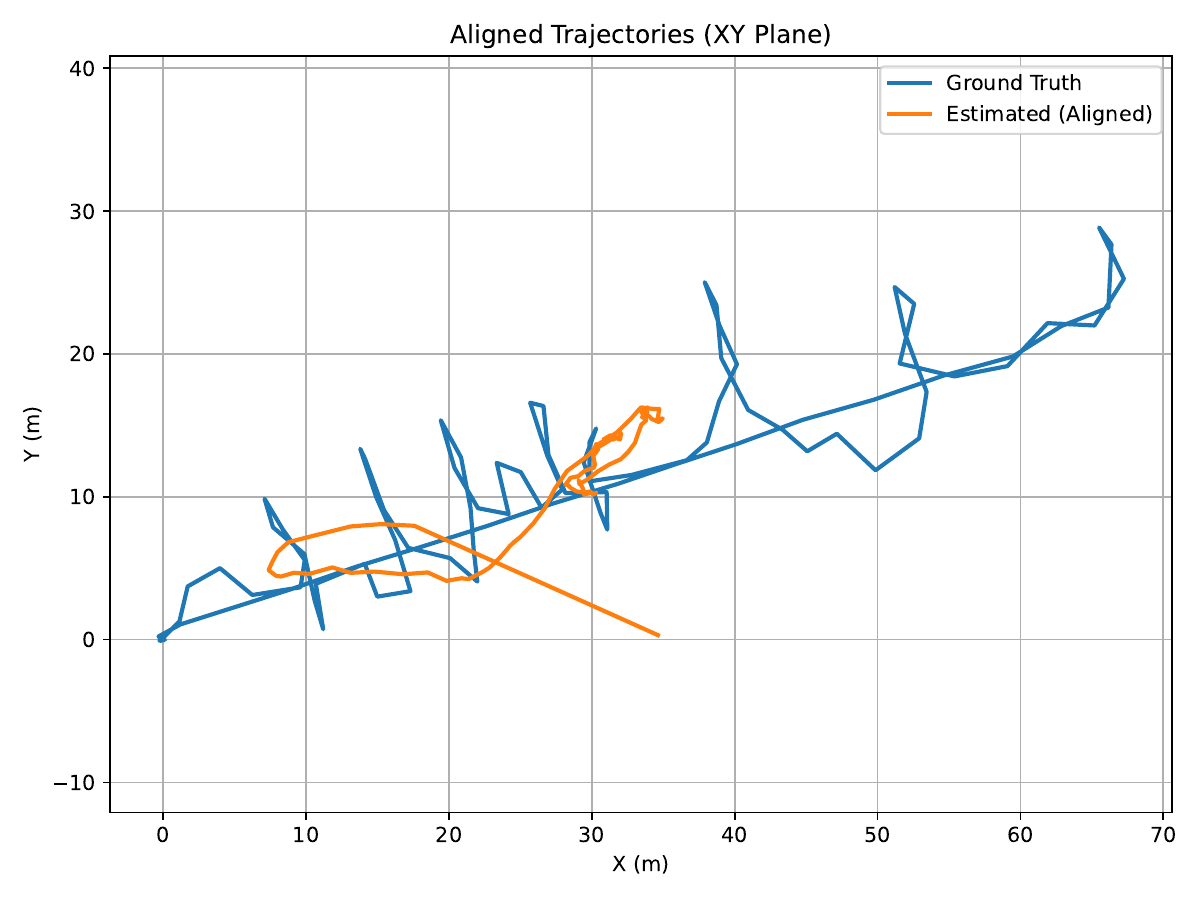 Aligned Trajectories (XY Plane)
Ground Truth
Estimated (Aligned)
40
30
20
10
0
−10
Y (m)
0 10 20 30 40 50 60 70
X (m)